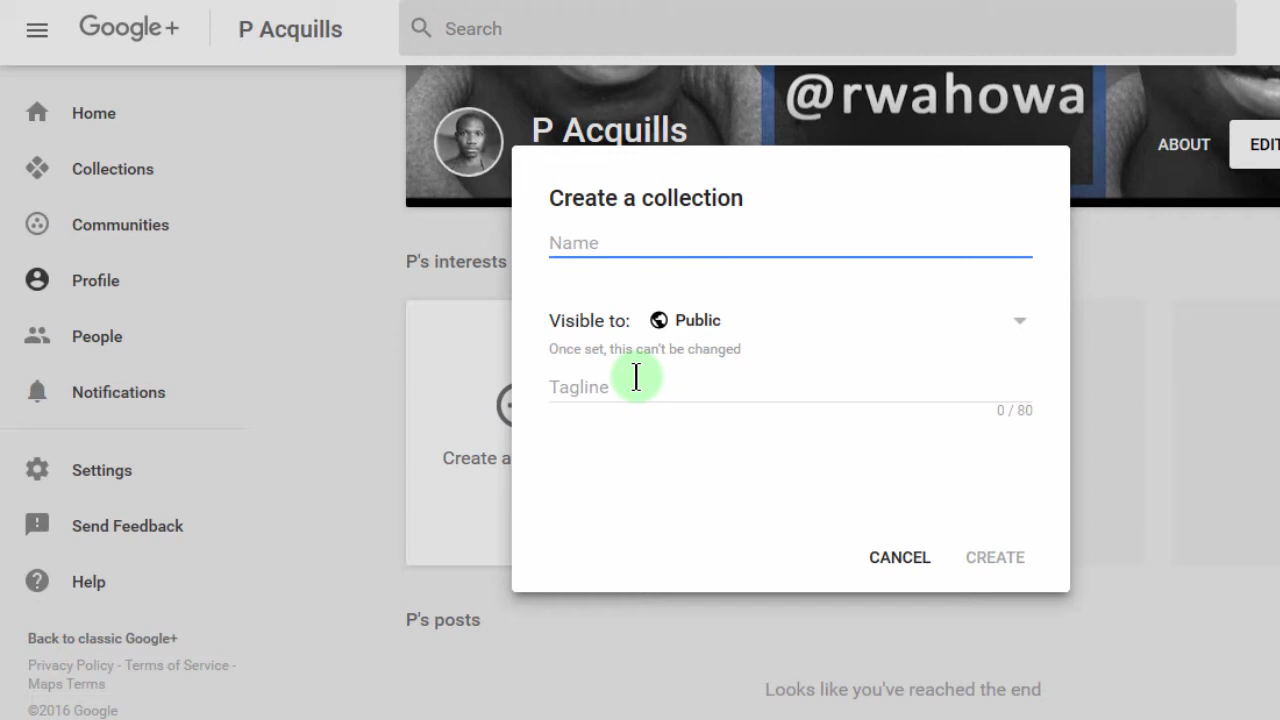 Google+
P Acquills
Search
Home
Collections
Communities
Profile
People
Notifications
Settings
Send Feedback
Help
Back to classic Google+
Privacy Policy - Terms of Service -
Maps Terms
©2016 Google
@rwahowa
P Acquills
ABOUT
EDIT
P's interests
Create a
Create a collection
Name
Visible to: Public
Once set, this can't be changed
Tagline
0 / 80
CANCEL
CREATE
P's posts
Looks like you've reached the end